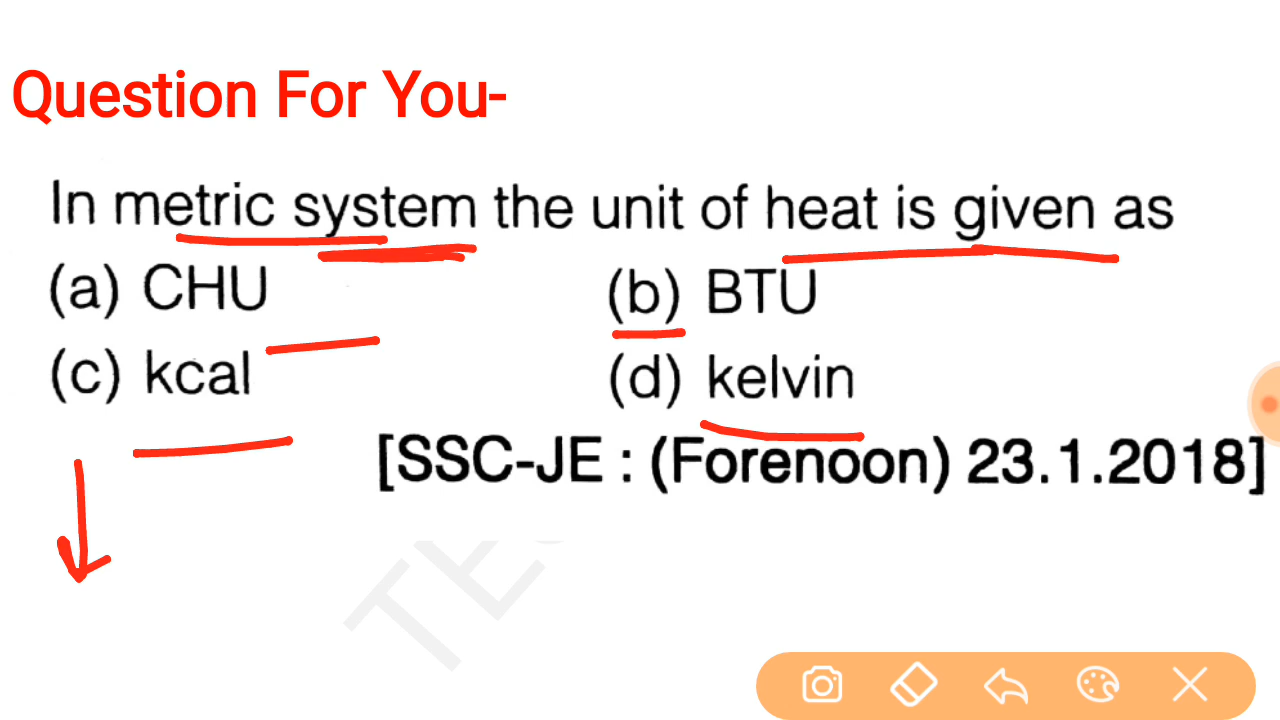 Question For You-
In metric system the unit of heat is given as
(a) CHU (b) BTU
(c) kcal (d) kelvin
[SSC-JE : (Forenoon) 23.1.2018]